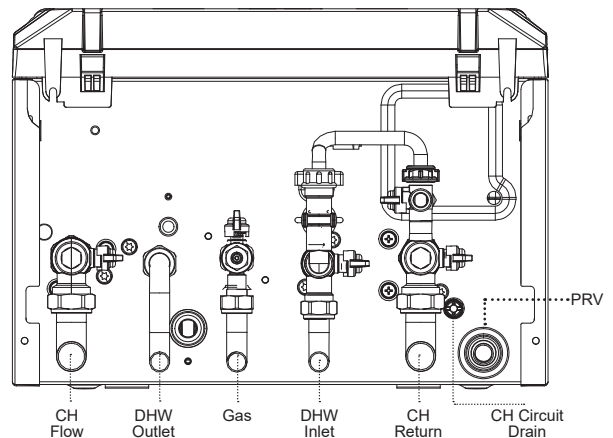 PRV
CH Flow
DHW Outlet
Gas
DHW Inlet
CH Return
CH Circuit Drain